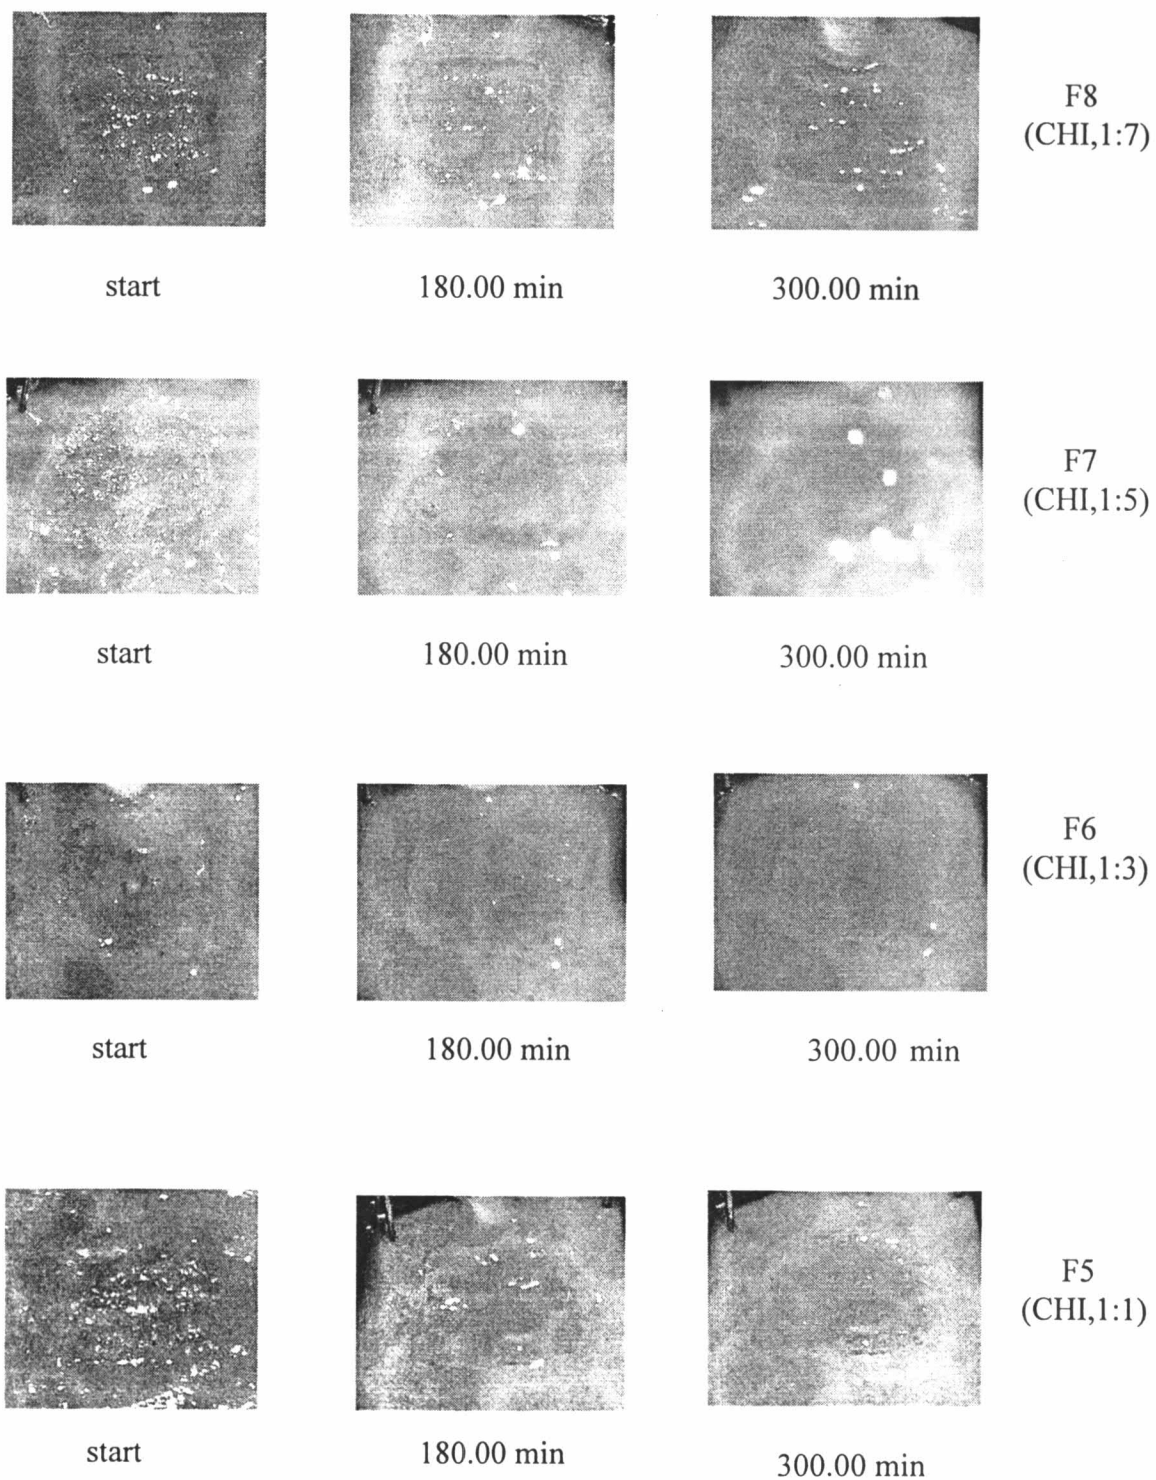 F8
(CHI,1:7)
start
180.00 min
300.00 min
F7
(CHI,1:5)
start
180.00 min
300.00 min
F6
(CHI,1:3)
start
180.00 min
300.00 min
F5
(CHI,1:1)
start
180.00 min
300.00 min